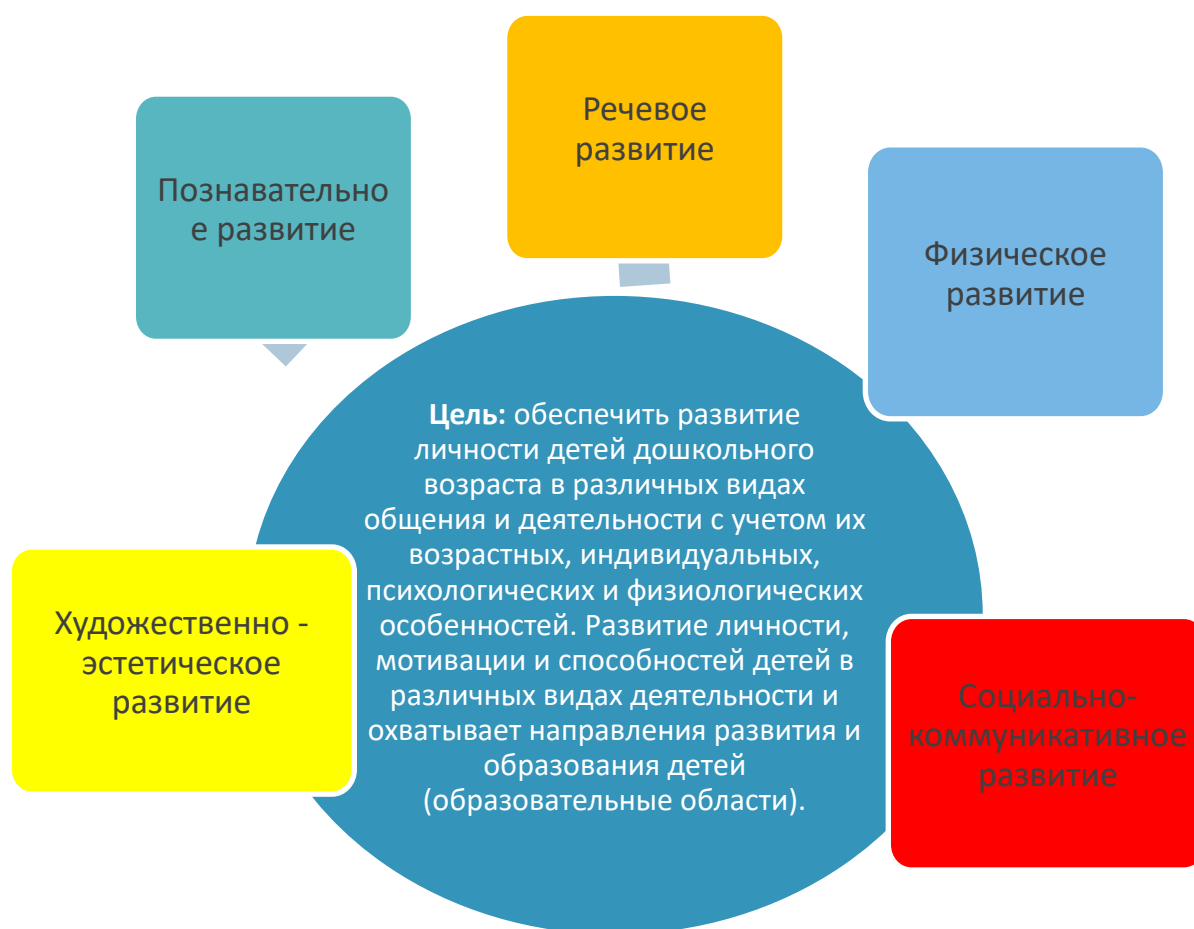 Речевое
развитие
Познавательно
е развитие
Физическое
развитие
Цель: обеспечить развитие
личности детей дошкольного
возраста в различных видах
общения и деятельности с учетом их
возрастных, индивидуальных,
психологических и физиологических
особенностей. Развитие личности,
мотивации и способностей детей в
различных видах деятельности и
охватывает направления развития и
образования детей
(образовательные области).
Художественно -
эстетическое
развитие
Социально-
коммуникативное
развитие